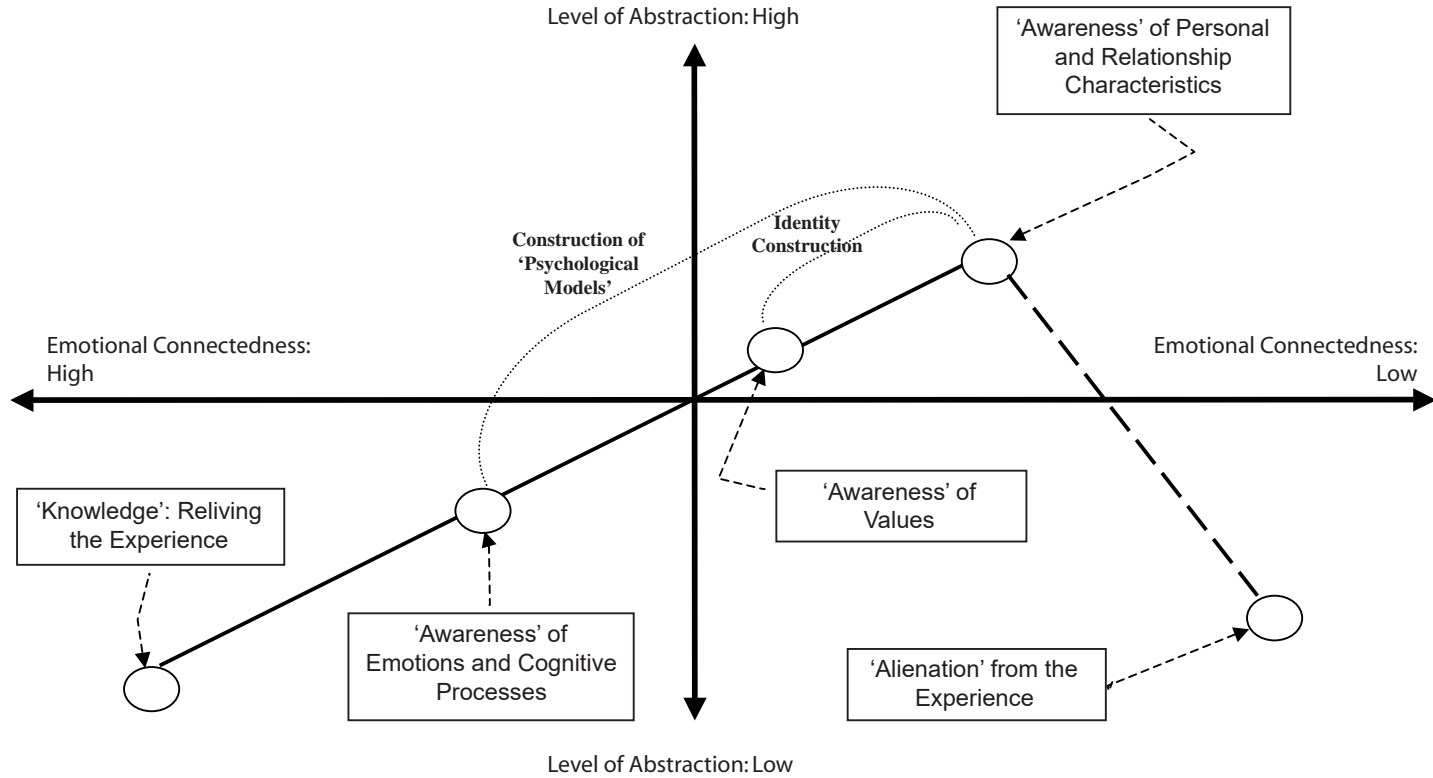 Level of Abstraction: High
‘Awareness’ of Personal
and Relationship
Characteristics
Identity
Construction
Construction of
‘Psychological
Models’
Emotional Connectedness:
High
Emotional Connectedness:
Low
‘Knowledge’: Reliving
the Experience
‘Awareness’ of
Values
‘Awareness’ of
Emotions and Cognitive
Processes
‘Alienation’ from the
Experience
Level of Abstraction: Low